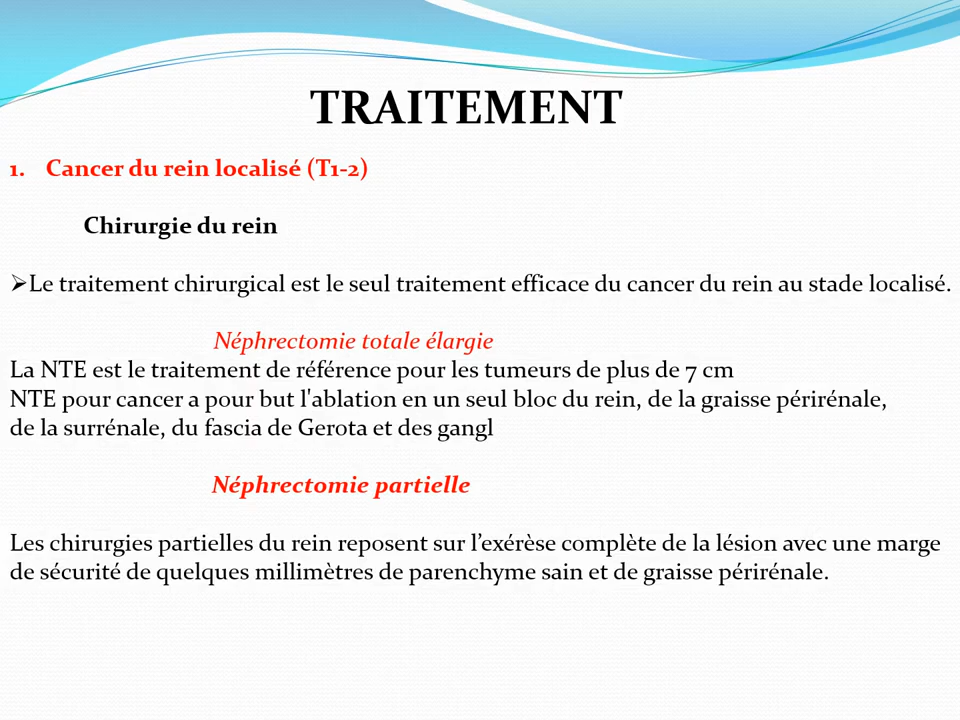 TRAITEMENT
1. Cancer du rein localisé (T1-2)
Chirurgie du rein
➢Le traitement chirurgical est le seul traitement efficace du cancer du rein au stade localisé.
Néphrectomie totale élargie
La NTE est le traitement de référence pour les tumeurs de plus de 7 cm
NTE pour cancer a pour but l'ablation en un seul bloc du rein, de la graisse périrénale,
de la surrénale, du fascia de Gerota et des gangl
Néphrectomie partielle
Les chirurgies partielles du rein reposent sur l’exérèse complète de la lésion avec une marge
de sécurité de quelques millimètres de parenchyme sain et de graisse périrénale.